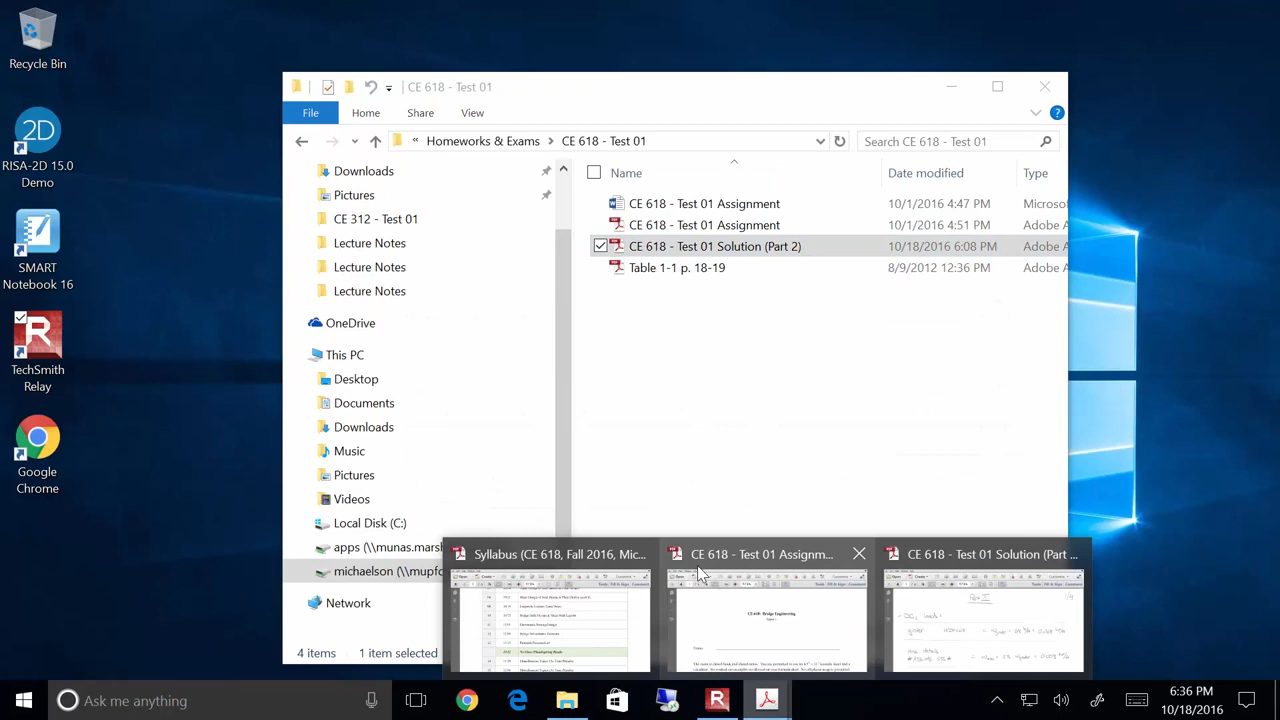 Recycle Bin
RISA-2D 15.0
Demo
SMART
Notebook 16
TechSmith
Relay
Google
Chrome
2D
CE 618 - Test 01
File Home Share View
« Homeworks & Exams > CE 618 - Test 01
Search CE 618 - Test 01
Downloads
Pictures
CE 312 - Test 01
Lecture Notes
Lecture Notes
Lecture Notes
OneDrive
This PC
Desktop
Documents
Downloads
Music
Pictures
Videos
Local Disk (C:)
apps (\\munas.marsh
michaelson (\\mupfc
Network
Name Date modified Type
CE 618 - Test 01 Assignment 10/1/2016 4:47 PM Microso
CE 618 - Test 01 Assignment 10/1/2016 4:51 PM Adobe A
CE 618 - Test 01 Solution (Part 2) 10/18/2016 6:08 PM Adobe A
Table 1-1 p. 18-19 8/9/2012 12:36 PM Adobe A
4 items 1 item selected
Syllabus (CE 618, Fall 2016, Mic...
CE 618 - Test 01 Assignm...
CE 618 - Test 01 Solution (Part ...
CE 618: Bridge Engineering
Ask me anything
6:36 PM
10/18/2016